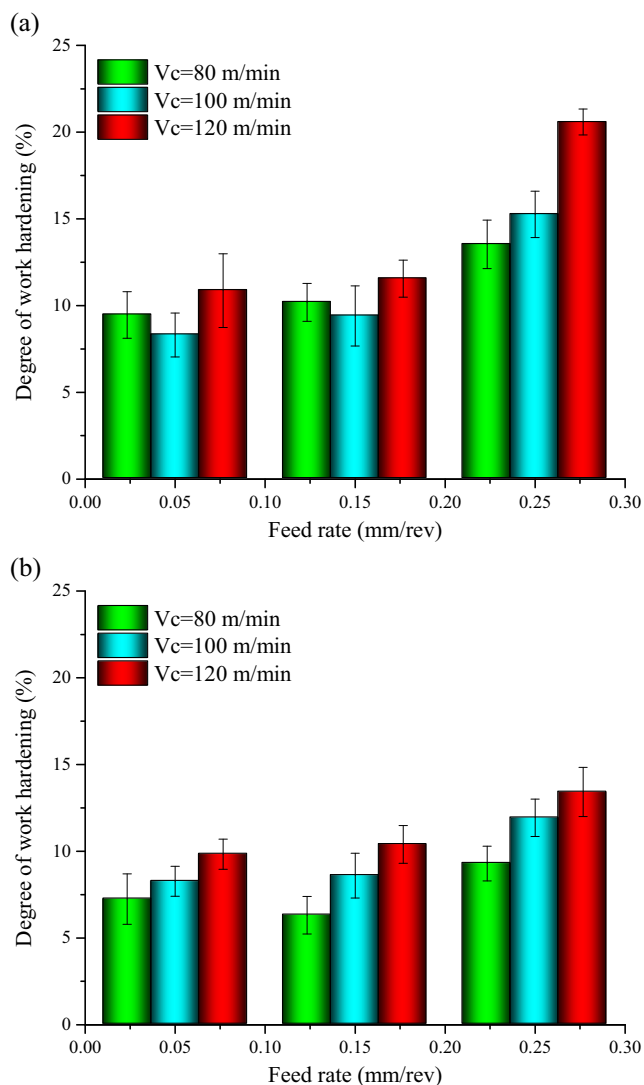 (a)
25
20
15
10
5
0
Degree of work hardening (%)
Vc=80 m/min
Vc=100 m/min
Vc=120 m/min
0.00 0.05 0.10 0.15 0.20 0.25 0.30
Feed rate (mm/rev)
(b)
25
20
15
10
5
0
Degree of work hardening (%)
Vc=80 m/min
Vc=100 m/min
Vc=120 m/min
0.00 0.05 0.10 0.15 0.20 0.25 0.30
Feed rate (mm/rev)